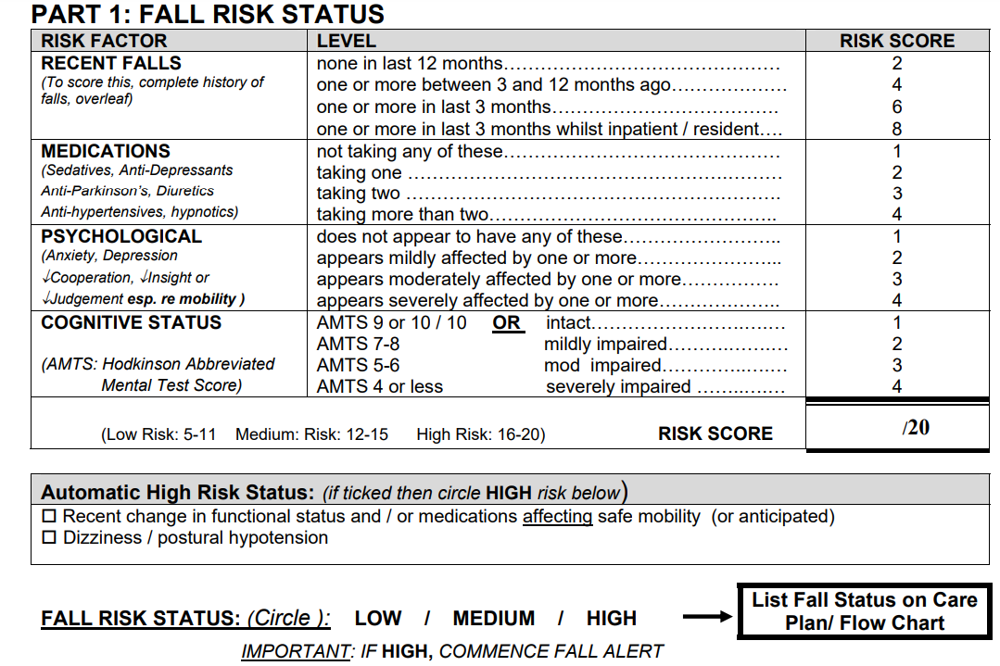 PART 1: FALL RISK STATUS
RISK FACTOR LEVEL RISK SCORE
RECENT FALLS none in last 12 months……………………………………… 2
(To score this, complete history of one or more between 3 and 12 months ago……………… 4
falls, overleaf) one or more in last 3 months……………………………… 6
one or more in last 3 months whilst inpatient / resident…. 8
MEDICATIONS not taking any of these……………………………………… 1
(Sedatives, Anti-Depressants taking one …………………………………………………… 2
Anti-Parkinson's, Diuretics taking two ……………………………………………………. 3
Anti-hypertensives, hypnotics) taking more than two……………………………………….. 4
PSYCHOLOGICAL does not appear to have any of these…………………….. 1
(Anxiety, Depression appears mildly affected by one or more…………………... 2
↓Cooperation, ↓Insight or appears moderately affected by one or more…………… 3
↓Judgement esp. re mobility ) appears severely affected by one or more……………….. 4
COGNITIVE STATUS AMTS 9 or 10 / 10 OR intact………………………… 1
AMTS 7-8 mildly impaired……………… 2
(AMTS: Hodkinson Abbreviated AMTS 5-6 mod impaired………………… 3
Mental Test Score) AMTS 4 or less severely impaired …………… 4
(Low Risk: 5-11 Medium: Risk: 12-15 High Risk: 16-20) RISK SCORE /20
Automatic High Risk Status: (if ticked then circle HIGH risk below)
☐ Recent change in functional status and / or medications affecting safe mobility (or anticipated)
☐ Dizziness / postural hypotension
FALL RISK STATUS: (Circle ): LOW / MEDIUM / HIGH
List Fall Status on Care
Plan/ Flow Chart
IMPORTANT: IF HIGH, COMMENCE FALL ALERT